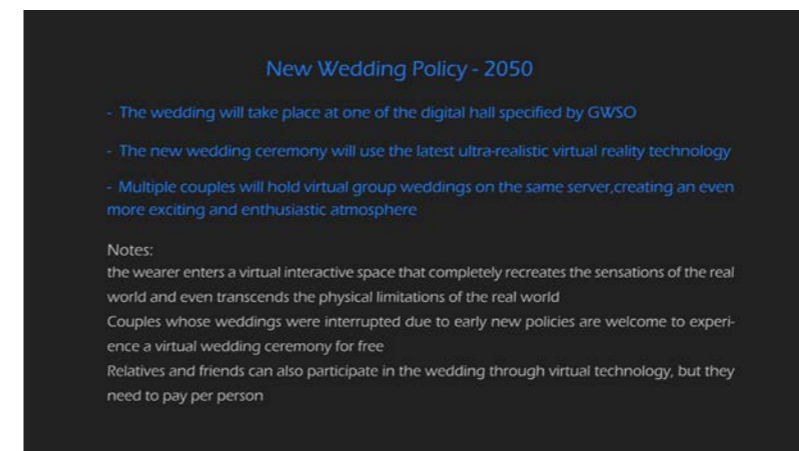 New Wedding Policy - 2050
- The wedding will take place at one of the digital hall specified by GWSO
- The new wedding ceremony will use the latest ultra-realistic virtual reality technology
- Multiple couples will hold virtual group weddings on the same server,creating an even
more exciting and enthusiastic atmosphere
Notes:
the wearer enters a virtual interactive space that completely recreates the sensations of the real
world and even transcends the physical limitations of the real world
Couples whose weddings were interrupted due to early new policies are welcome to experi-
ence a virtual wedding ceremony for free
Relatives and friends can also participate in the wedding through virtual technology, but they
need to pay per person